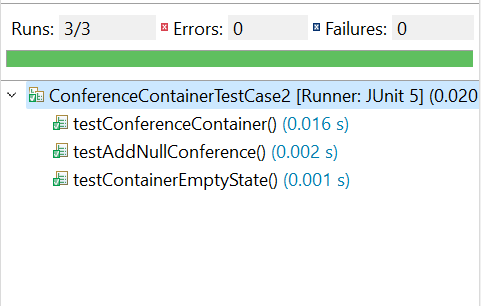 Runs: 3/3 Errors: 0 Failures: 0
ConferenceContainerTestCase2 [Runner: JUnit 5] (0.020
testConferenceContainer() (0.016 s)
testAddNullConference() (0.002 s)
testContainerEmptyState() (0.001 s)